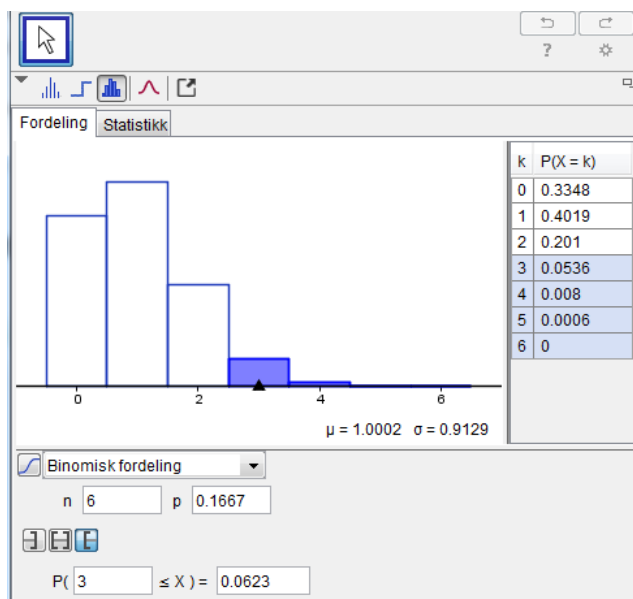 ?
Fordeling Statistikk
k P(X = k)
0 0.3348
1 0.4019
2 0.201
3 0.0536
4 0.008
5 0.0006
6 0
0 2 4 6
μ = 1.0002 σ = 0.9129
Binomisk fordeling
n 6 p 0.1667
P( 3 ≤ X ) = 0.0623